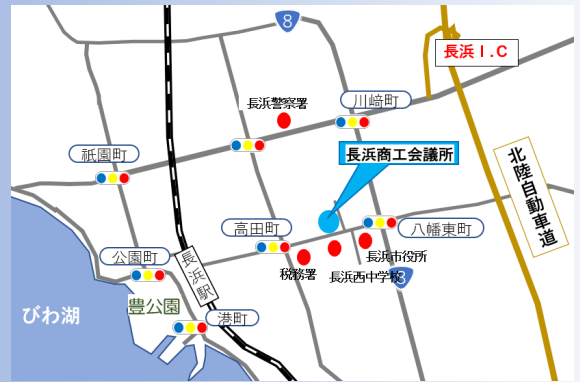 8
長浜 I.C
長浜警察署
川﨑町
長浜商工会議所
祇園町
北陸自動車道
高田町
八幡東町
公園町
長浜駅
税務署
長浜西中学校
長浜市役所
8
豊公園
びわ湖
港町